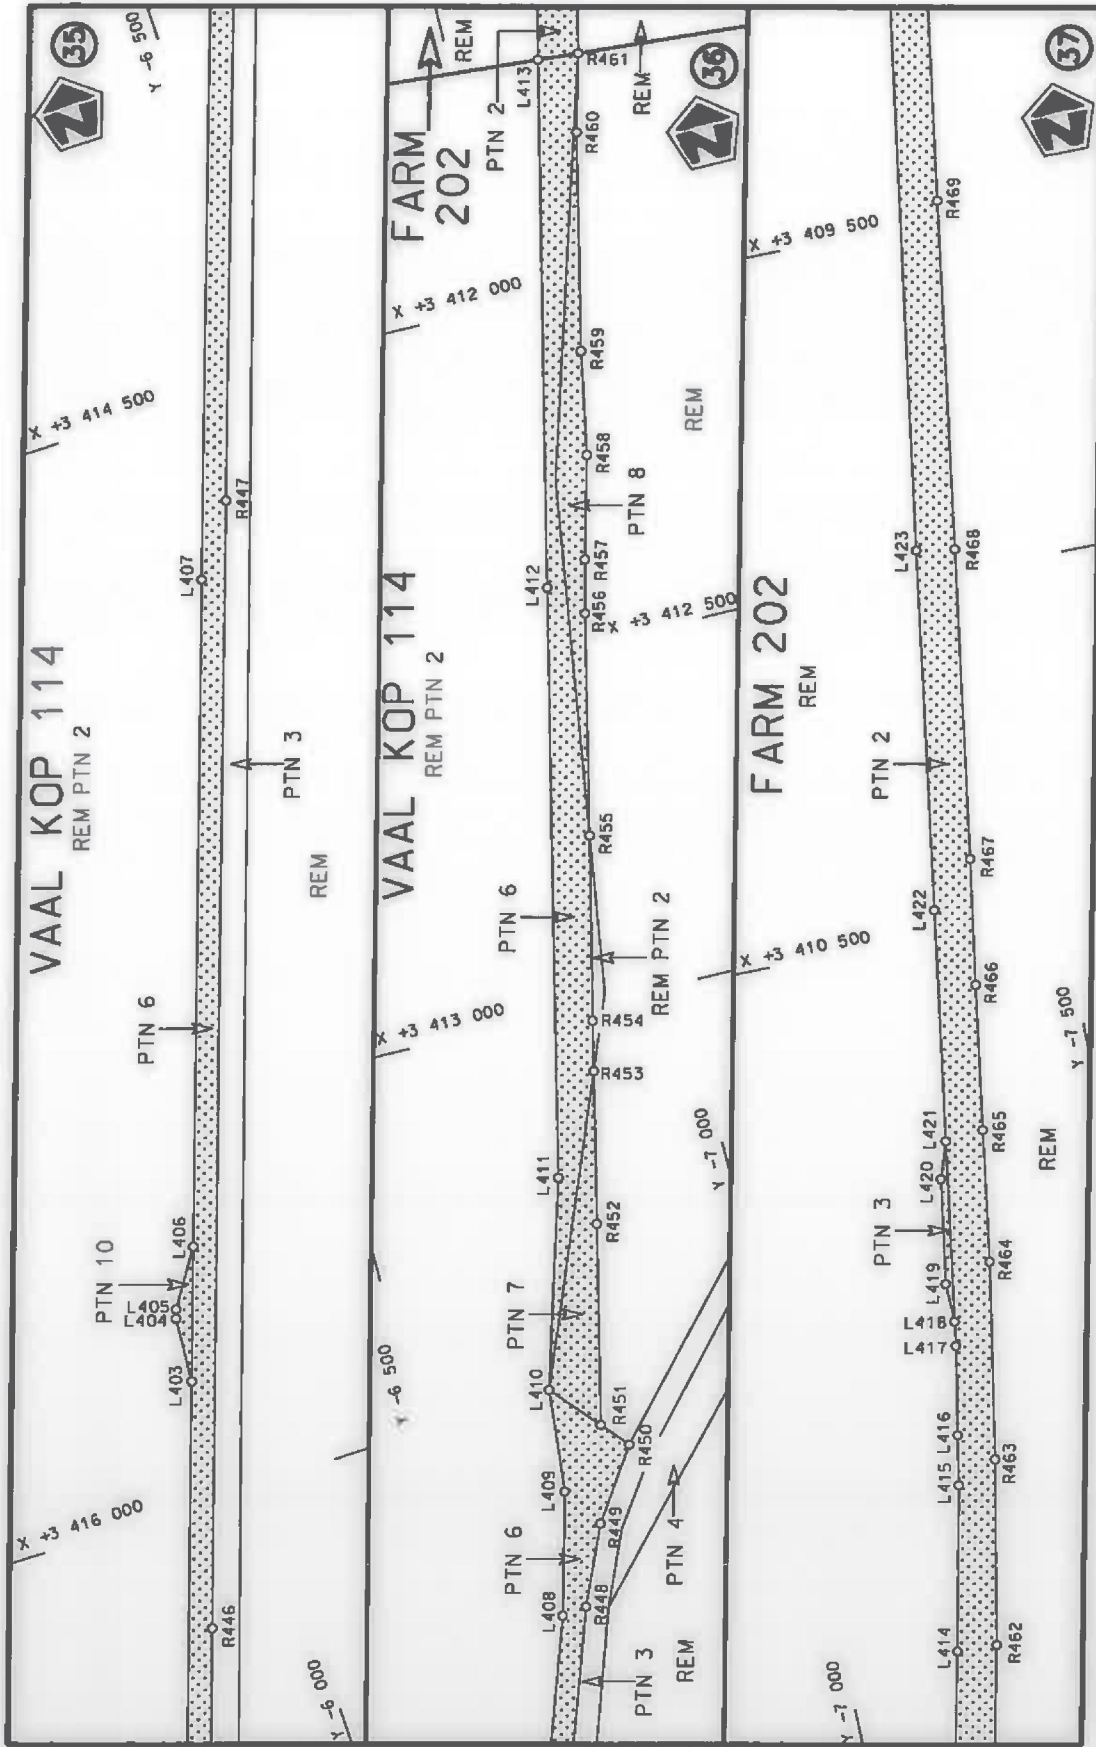 35
Y -6 500
X +3 414 500
VAAL KOP 114
REM PTN 2
L407
R447
PTN 3
REM
PTN 6
PTN 10
L406
L405
L404
L403
X +3 416 000
R446
Y -6 000
36
FARM 202
REM
PTN 2
L413
R461
REM
R460
X +3 412 000
R459
R458
REM
PTN 8
R457
L412
R456
X +3 412 500
VAAL KOP 114
REM PTN 2
R455
PTN 6
REM PTN 2
R454
X +3 413 000
R453
L411
R452
Y -7 000
PTN 7
L410
Y -6 500
R451
R450
L409
R449
PTN 4
PTN 6
L408
R448
PTN 3
REM
37
R469
X +3 409 500
L423
R468
FARM 202
REM
PTN 2
R467
L422
X +3 410 500
R466
Y -7 500
R465
L421
L420
REM
PTN 3
R464
L419
L418
L417
L416
R463
L415
L414
R462
Y -7 000